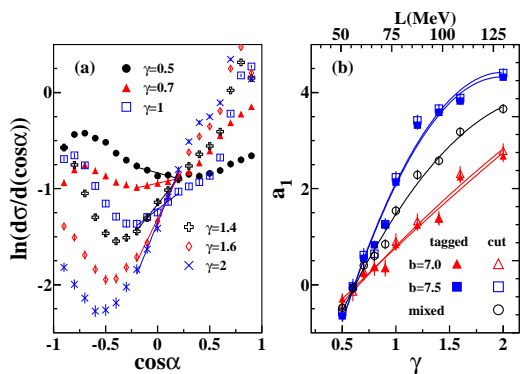 L(MeV)
50 75 100 125
(a)
γ=0.5
γ=0.7
γ=1
γ=1.4
γ=1.6
γ=2
0
-1
-2
ln(dσ/d(cosα))
-1 -0.5 0 0.5 1
cosα
(b)
tagged cut
b=7.0
b=7.5
mixed
4
2
0
a₁
0.5 1 1.5 2
γ